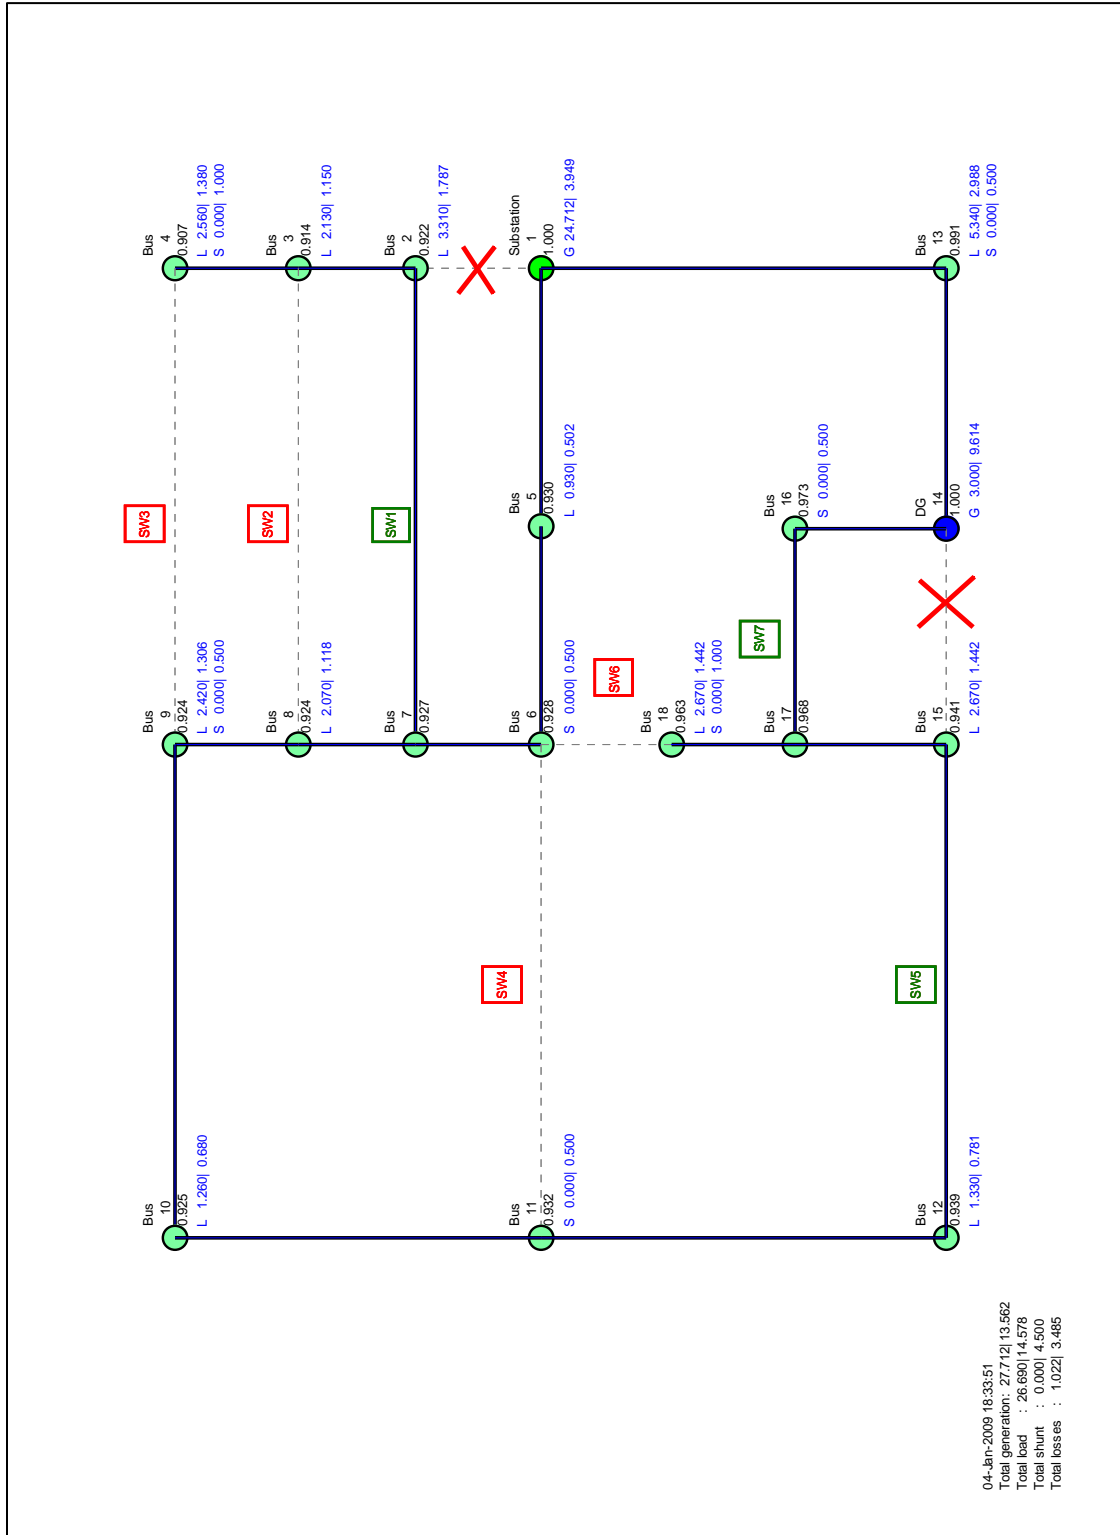 Bus
10
0.925
L 1.260| 0.680
Bus
9
0.924
L 2.420| 1.306
S 0.000| 0.500
SW3
Bus
4
0.907
L 2.560| 1.380
S 0.000| 1.000
Bus
8
0.924
L 2.070| 1.118
SW2
Bus
3
0.914
L 2.130| 1.150
Bus
7
0.927
SW1
Bus
2
0.922
L 3.310| 1.787
Bus
11
0.932
S 0.000| 0.500
SW4
Bus
6
0.928
S 0.000| 0.500
Bus
5
0.930
L 0.930| 0.502
Substation
1
1.000
G 24.712| 3.949
SW6
Bus
18
0.963
L 2.670| 1.442
S 0.000| 1.000
Bus
17
0.968
SW7
Bus
16
0.973
S 0.000| 0.500
Bus
12
0.939
L 1.330| 0.781
SW5
Bus
15
0.941
L 2.670| 1.442
DG
14
1.000
G 3.000| 9.614
Bus
13
0.991
L 5.340| 2.988
S 0.000| 0.500
04-Jan-2009 18:33:51
Total generation: 27.712| 13.562
Total load : 26.690| 14.578
Total shunt : 0.000| 4.500
Total losses : 1.022| 3.485